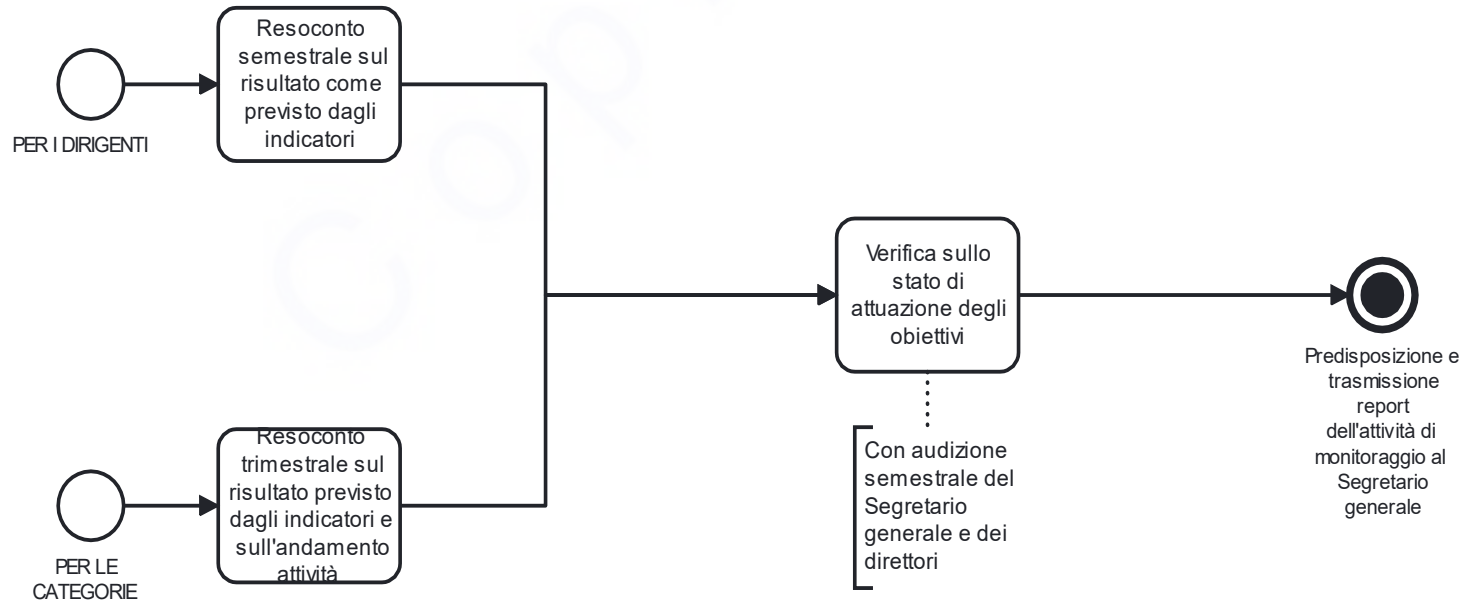 Resoconto
semestrale sul
risultato come
previsto dagli
indicatori
PER I DIRIGENTI
Verifica sullo
stato di
attuazione degli
obiettivi
Predisposizione e
trasmissione
report
dell'attività di
monitoraggio al
Segretario
generale
Con audizione
semestrale del
Segretario
generale e dei
direttori
Resoconto
trimestrale sul
risultato previsto
dagli indicatori e
sull'andamento
attività
PER LE
CATEGORIE
Cop